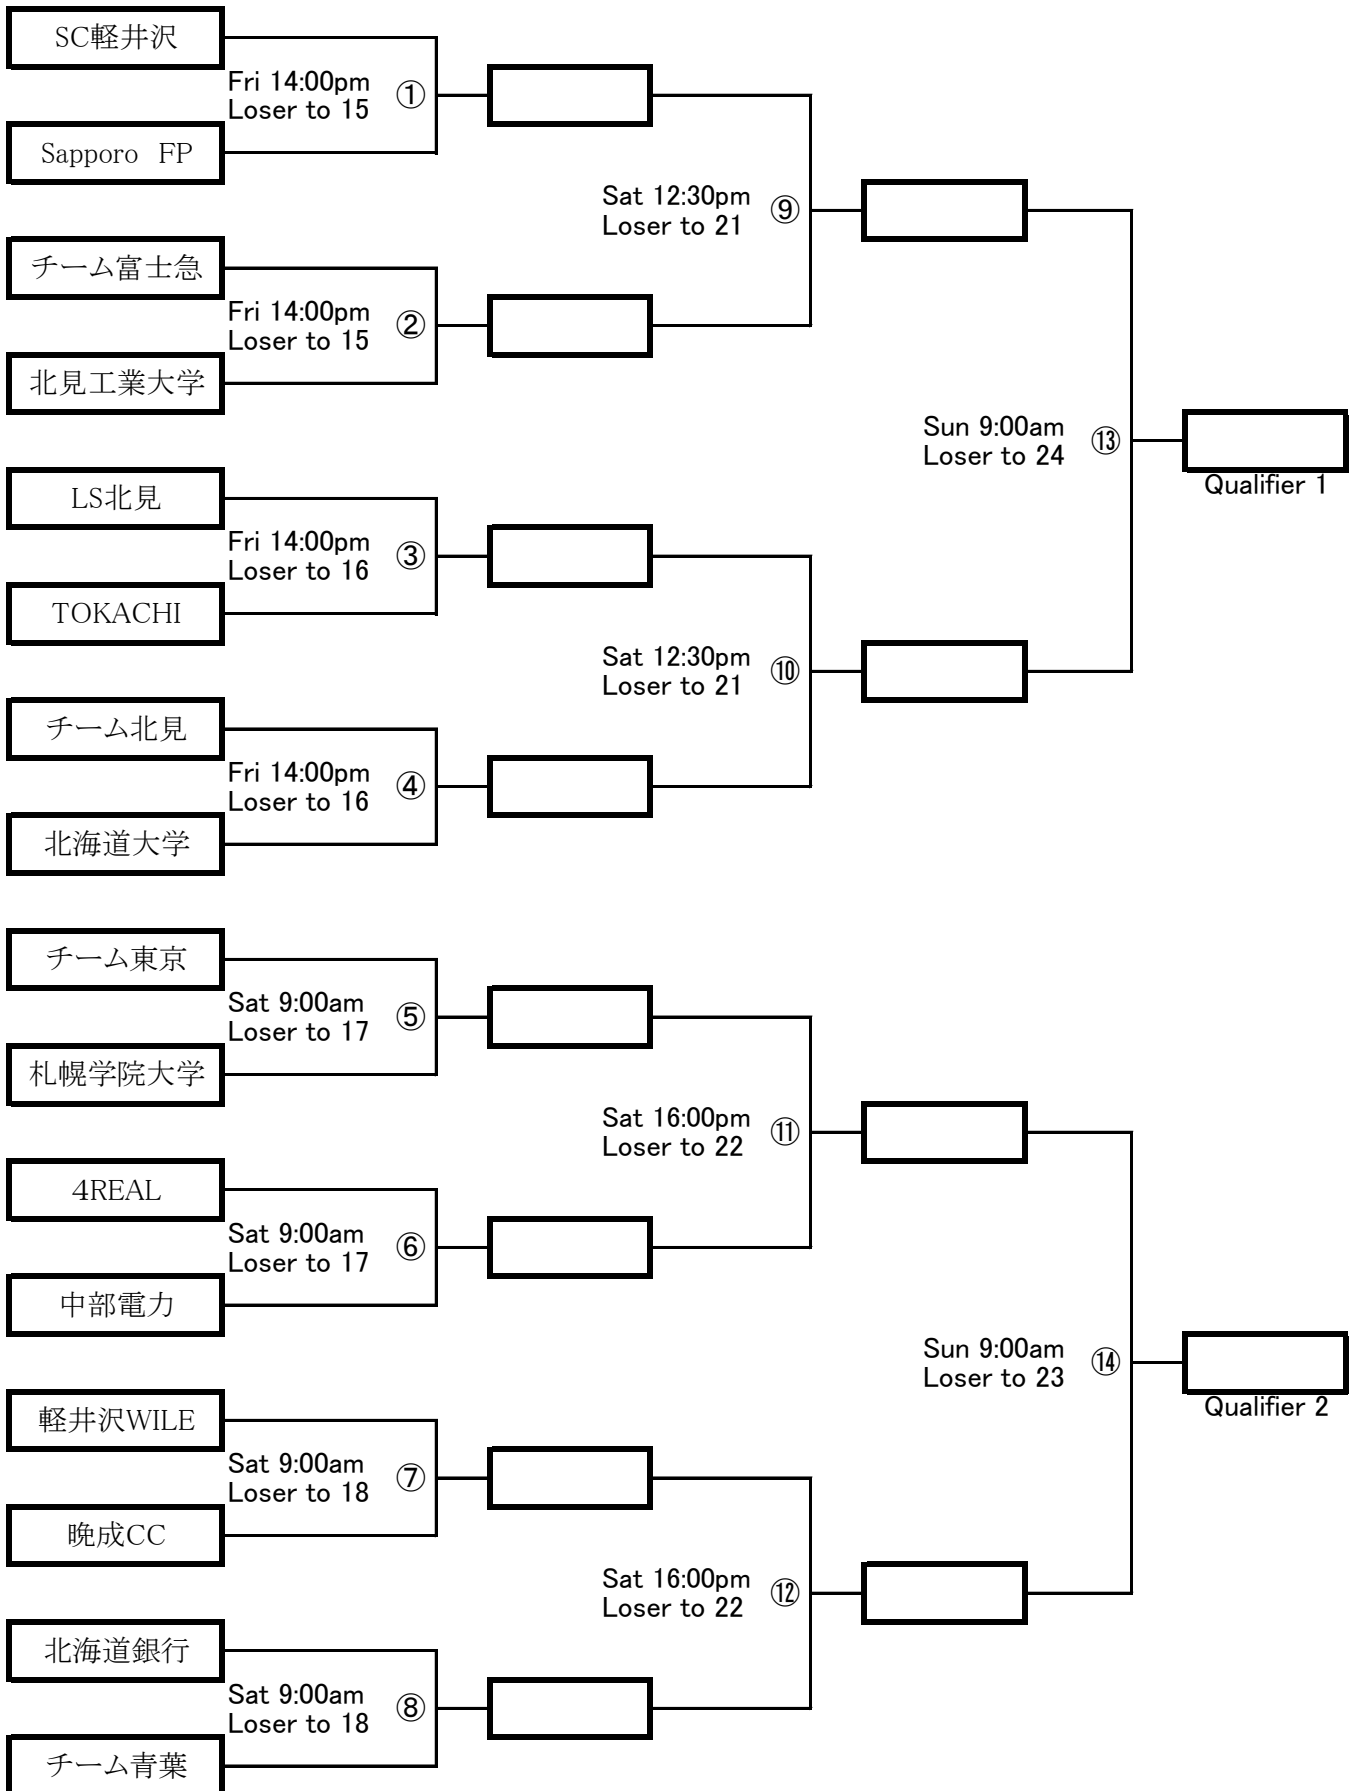 SC軽井沢
Fri 14:00pm
Loser to 15
①
Sapporo　FP
Sat 12:30pm
Loser to 21
⑨
チーム富士急
Fri 14:00pm
Loser to 15
②
北見工業大学
Sun 9:00am
Loser to 24
⑬
Qualifier 1
LS北見
Fri 14:00pm
Loser to 16
③
TOKACHI
Sat 12:30pm
Loser to 21
⑩
チーム北見
Fri 14:00pm
Loser to 16
④
北海道大学
チーム東京
Sat 9:00am
Loser to 17
⑤
札幌学院大学
Sat 16:00pm
Loser to 22
⑪
4REAL
Sat 9:00am
Loser to 17
⑥
中部電力
Sun 9:00am
Loser to 23
⑭
Qualifier 2
軽井沢WILE
Sat 9:00am
Loser to 18
⑦
晩成CC
Sat 16:00pm
Loser to 22
⑫
北海道銀行
Sat 9:00am
Loser to 18
⑧
チーム青葉